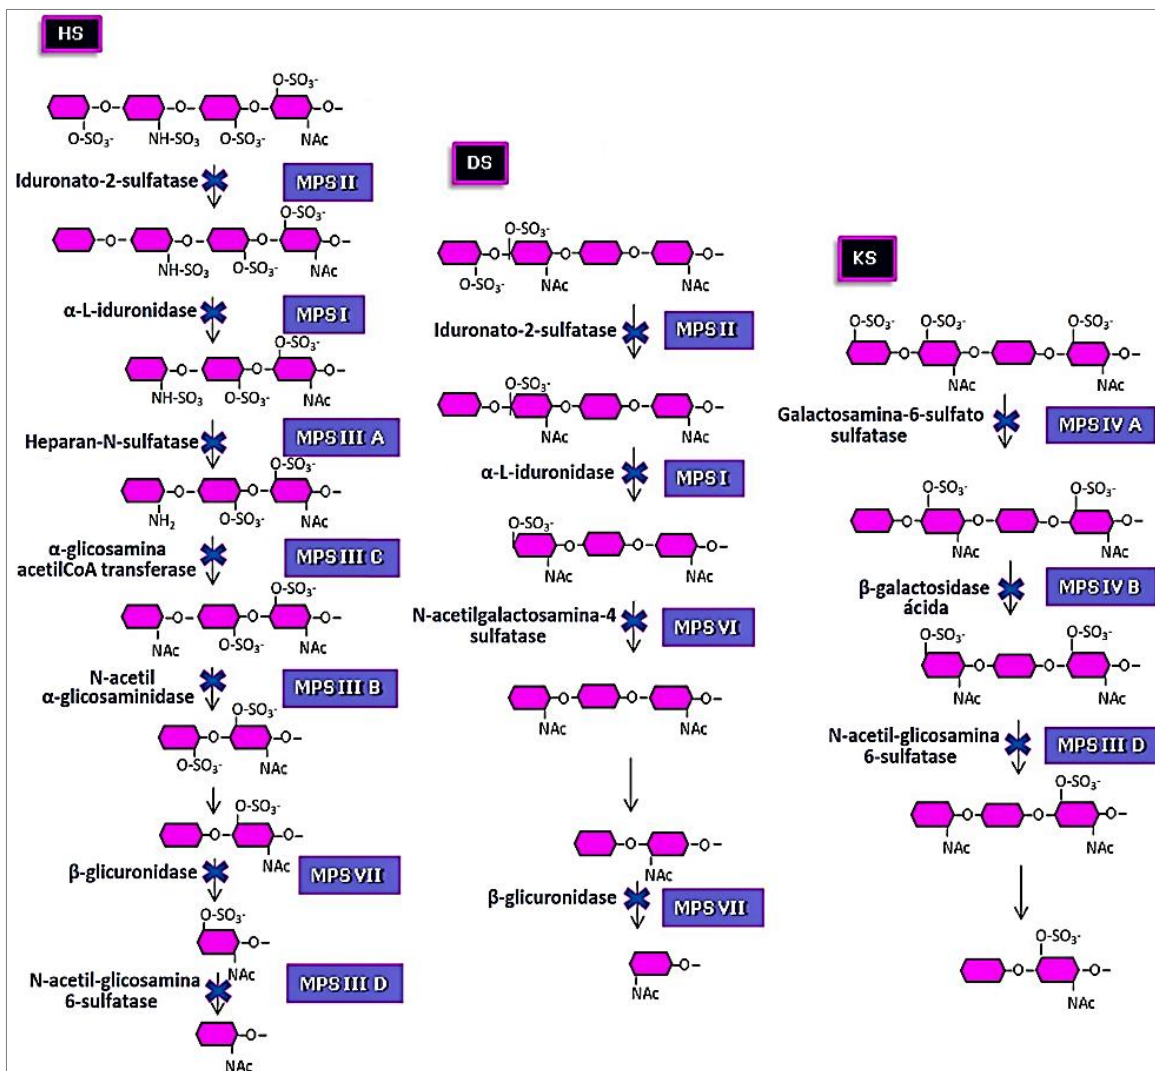 HS
O-SO₃-
-O- -O- -O- -O-
O-SO₃- NH-SO₃ O-SO₃- NAc
Iduronato-2-sulfatase MPS II
O-SO₃-
-O- -O- -O- -O-
NH-SO₃ O-SO₃- NAc
α-L-iduronidase MPS I
O-SO₃-
-O- -O- -O-
NH-SO₃ O-SO₃- NAc
Heparan-N-sulfatase MPS III A
O-SO₃-
-O- -O- -O-
NH₂ O-SO₃- NAc
α-glicosamina
acetilCoA transferase MPS III C
O-SO₃-
-O- -O- -O-
NAc O-SO₃- NAc
N-acetil
α-glicosaminidase MPS III B
O-SO₃-
-O- -O-
O-SO₃- NAc
O-SO₃-
-O- -O-
NAc
β-glicuronidase MPS VII
O-SO₃-
-O-
NAc
N-acetil-glicosamina
6-sulfatase MPS III D
-O-
NAc
DS
O-SO₃-
-O- -O- -O- -O-
O-SO₃- NAc NAc
Iduronato-2-sulfatase MPS II
O-SO₃-
-O- -O- -O- -O-
NAc NAc
α-L-iduronidase MPS I
O-SO₃-
-O- -O- -O-
NAc NAc
N-acetilgalactosamina-4
sulfatase MPS VI
-O- -O- -O-
NAc NAc
-O- -O-
NAc
β-glicuronidase MPS VII
-O-
NAc
KS
O-SO₃- O-SO₃- O-SO₃-
-O- -O- -O- -O-
NAc NAc
Galactosamina-6-sulfato
sulfatase MPS IV A
O-SO₃- O-SO₃-
-O- -O- -O- -O-
NAc NAc
β-galactosidase
ácida MPS IV B
O-SO₃- O-SO₃-
-O- -O- -O-
NAc NAc
N-acetil-glicosamina
6-sulfatase MPS III D
O-SO₃-
-O- -O- -O-
NAc NAc
O-SO₃-
-O- -O-
NAc